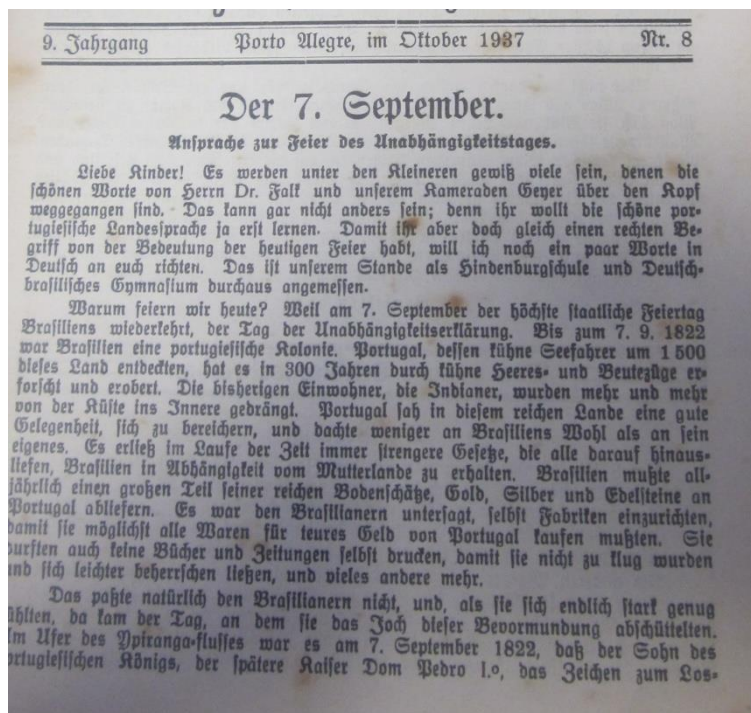 9. Jahrgang Porto Alegre, im Oktober 1937 Nr. 8
Der 7. September.
Ansprache zur Feier des Unabhängigkeitstages.
Liebe Kinder! Es werden unter den Kleineren gewiß viele sein, denen die
schönen Worte von Herrn Dr. Falk und unserem Kameraden Geyer über den Kopf
weggegangen sind. Das kann gar nicht anders sein; denn ihr wollt die schöne por-
tugiesische Landessprache ja erst lernen. Damit ihr aber doch gleich einen rechten Be-
griff von der Bedeutung der heutigen Feier habt, will ich noch ein paar Worte in
Deutsch an euch richten. Das ist unserem Stande als Hindenburgschule und Deutsch-
brasilisches Gymnasium durchaus angemessen.
Warum feiern wir heute? Weil am 7. September der höchste staatliche Feiertag
Brasiliens wiederkehrt, der Tag der Unabhängigkeitserklärung. Bis zum 7. 9. 1822
war Brasilien eine portugiesische Kolonie. Portugal, dessen kühne Seefahrer um 1500
dieses Land entdeckten, hat es in 300 Jahren durch kühne Heeres- und Beutezüge er-
forscht und erobert. Die bisherigen Einwohner, die Indianer, wurden mehr und mehr
von der Küste ins Innere gedrängt. Portugal sah in diesem reichen Lande eine gute
Gelegenheit, sich zu bereichern, und dachte weniger an Brasiliens Wohl als an sein
eigenes. Es erließ im Laufe der Zeit immer strengere Gesetze, die alle darauf hinaus-
liefen, Brasilien in Abhängigkeit vom Mutterlande zu erhalten. Brasilien mußte all-
jährlich einen großen Teil seiner reichen Bodenschätze, Gold, Silber und Edelsteine an
Portugal abliefern. Es war den Brasilianern untersagt, selbst Fabriken einzurichten,
damit sie möglichst alle Waren für teures Geld von Portugal kaufen mußten. Sie
durften auch keine Bücher und Zeitungen selbst drucken, damit sie nicht zu klug wurden
und sich leichter beherrschen ließen, und vieles andere mehr.
Das paßte natürlich den Brasilianern nicht, und, als sie sich endlich stark genug
ühlten, da kam der Tag, an dem sie das Joch dieser Bevormundung abschüttelten.
Am Ufer des Ypiranga-flusses war es am 7. September 1822, daß der Sohn des
ortugiesischen Königs, der spätere Kaiser Dom Pedro I.º, das Zeichen zum Los-